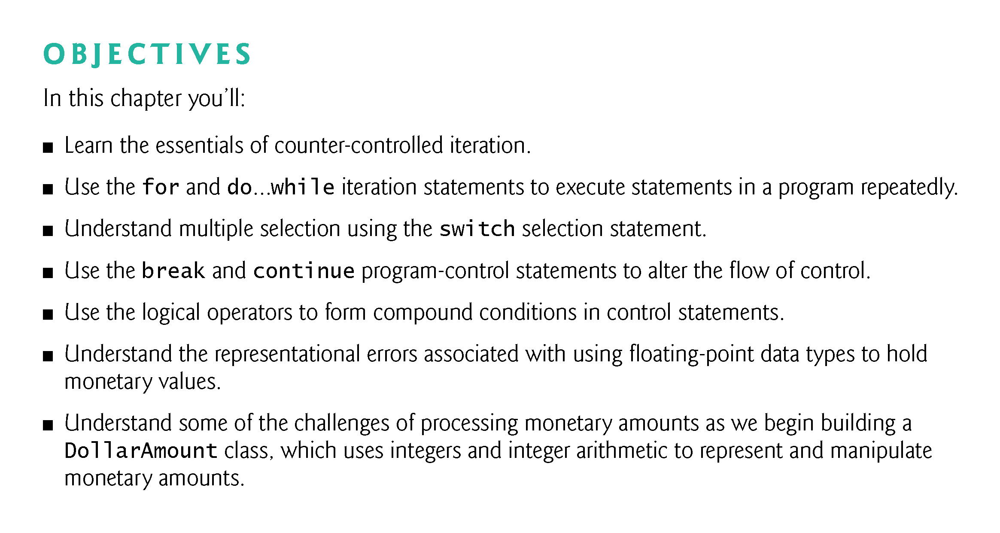 OBJECTIVES
In this chapter you’ll:
■ Learn the essentials of counter-controlled iteration.
■ Use the for and do…while iteration statements to execute statements in a program repeatedly.
■ Understand multiple selection using the switch selection statement.
■ Use the break and continue program-control statements to alter the flow of control.
■ Use the logical operators to form compound conditions in control statements.
■ Understand the representational errors associated with using floating-point data types to hold
monetary values.
■ Understand some of the challenges of processing monetary amounts as we begin building a
DollarAmount class, which uses integers and integer arithmetic to represent and manipulate
monetary amounts.